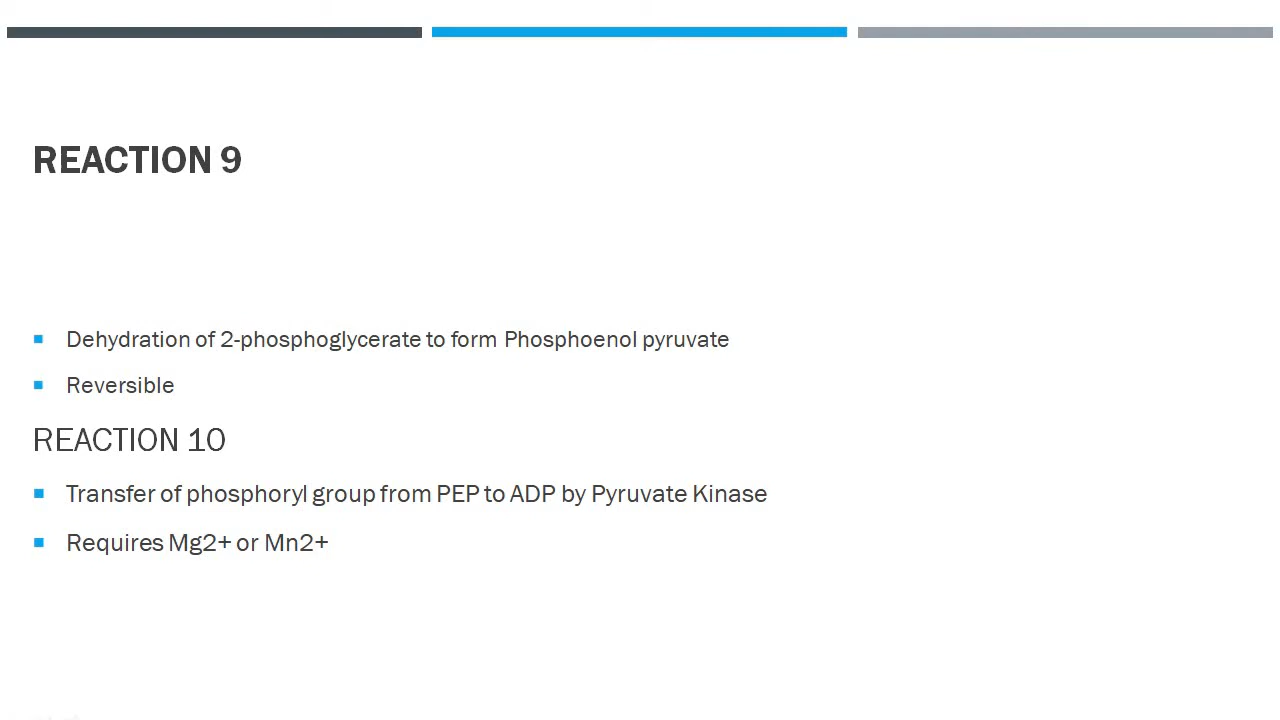 REACTION 9
Dehydration of 2-phosphoglycerate to form Phosphoenol pyruvate
Reversible
REACTION 10
Transfer of phosphoryl group from PEP to ADP by Pyruvate Kinase
Requires Mg2+ or Mn2+